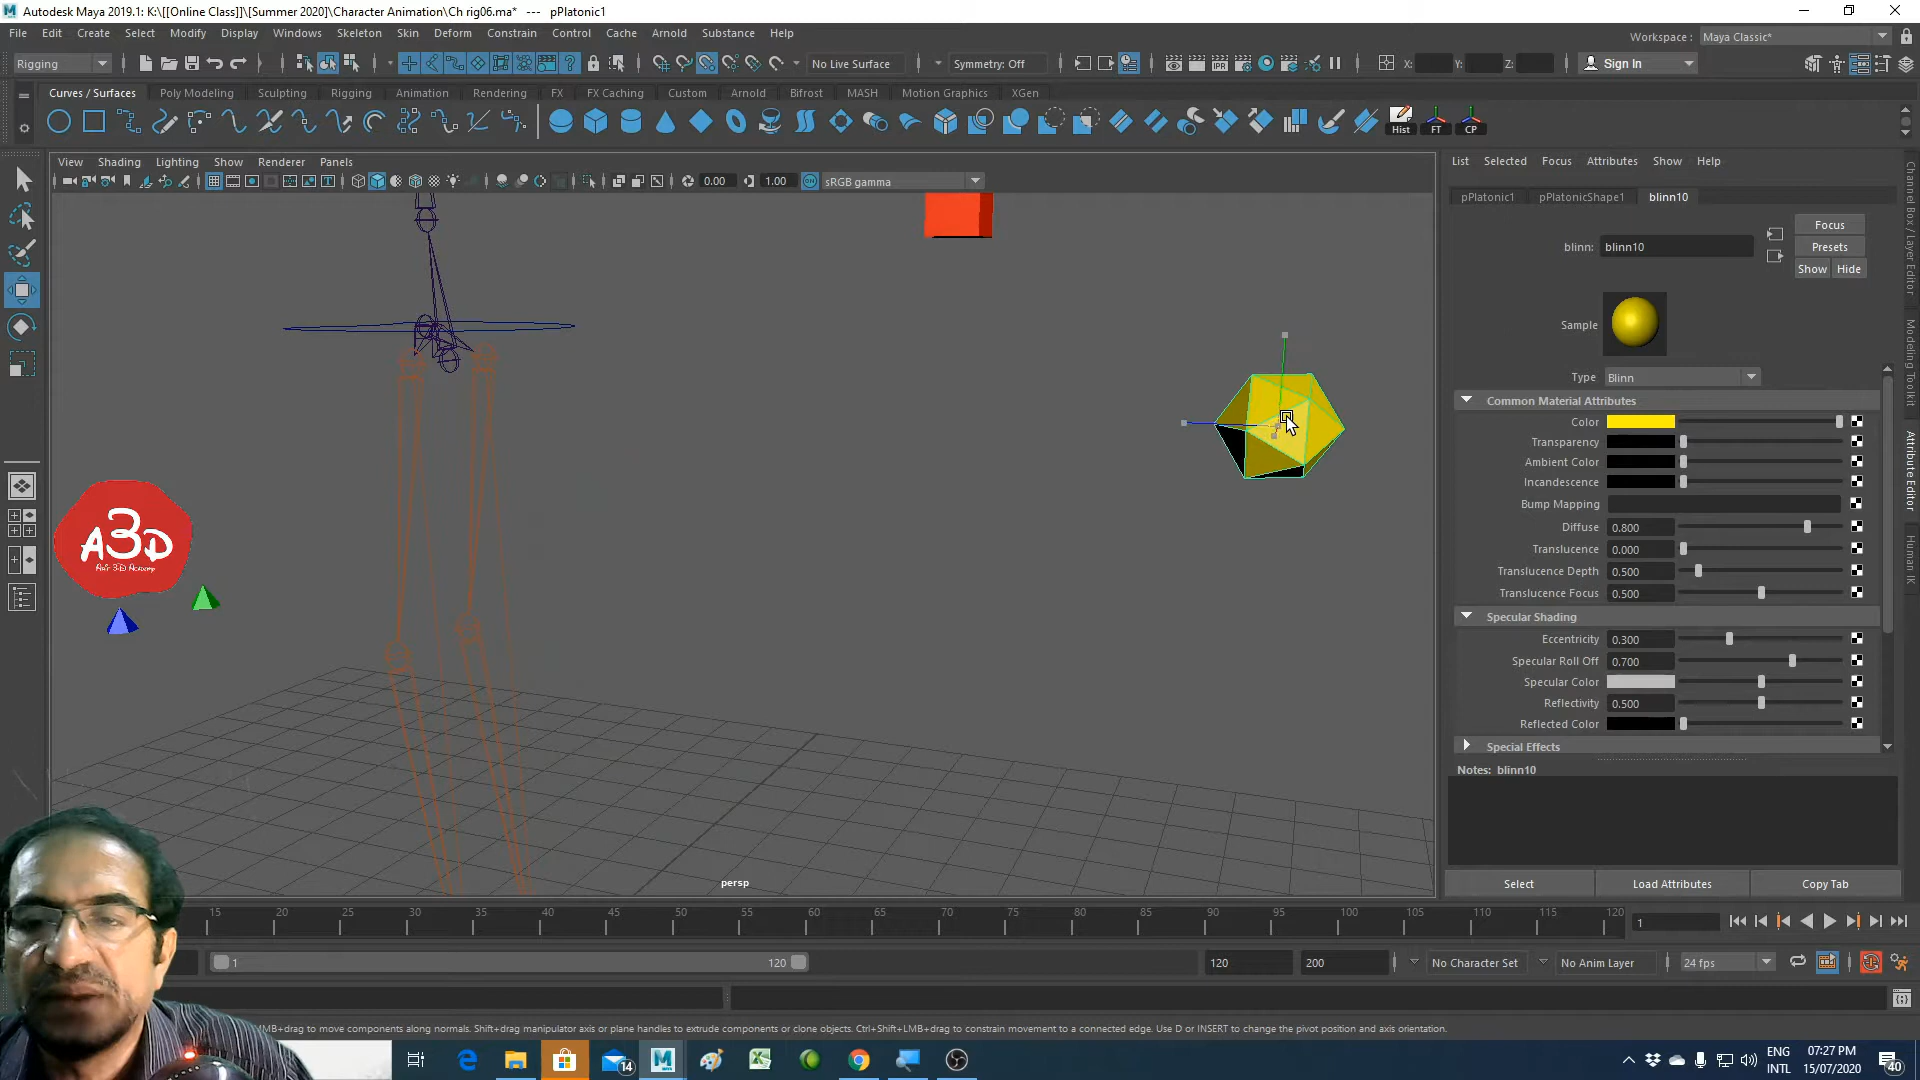 Autodesk Maya 2019.1: K:\[[Online Class]\[Summer 2020]\Character Animation\Ch rig06.ma*   ---   pPlatonic1
File Edit Create Select Modify Display Windows Skeleton Skin Deform Constrain Control Cache Arnold Substance Help
Workspace : Maya Classic*
Rigging
No Live Surface
Symmetry: Off
X: Y: Z:
Sign In
Curves / Surfaces Poly Modeling Sculpting Rigging Animation Rendering FX FX Caching Custom Arnold Bifrost MASH Motion Graphics XGen
Hist FT CP
View Shading Lighting Show Renderer Panels
0.00 1.00 sRGB gamma
List Selected Focus Attributes Show Help
pPlatonic1 pPlatonicShape1 blinn10
Focus
blinn: blinn10
Presets
Show Hide
Sample
Type Blinn
Common Material Attributes
Color
Transparency
Ambient Color
Incandescence
Bump Mapping
Diffuse 0.800
Translucence 0.000
Translucence Depth 0.500
Translucence Focus 0.500
Specular Shading
Eccentricity 0.300
Specular Roll Off 0.700
Specular Color
Reflectivity 0.500
Reflected Color
Special Effects
Notes: blinn10
Select Load Attributes Copy Tab
Channel Box / Layer Editor
Modeling Toolkit
Attribute Editor
Human IK
A3D
persp
15 20 25 30 35 40 45 50 55 60 65 70 75 80 85 90 95 100 105 110 115 120
1
1 120 120 200 No Character Set No Anim Layer 24 fps
MB+drag to move components along normals. Shift+drag manipulator axis or plane handles to extrude components or clone objects. Ctrl+Shift+LMB+drag to constrain movement to a connected edge. Use D or INSERT to change the pivot position and axis orientation.
14
ENG
INTL
07:27 PM
15/07/2020
40